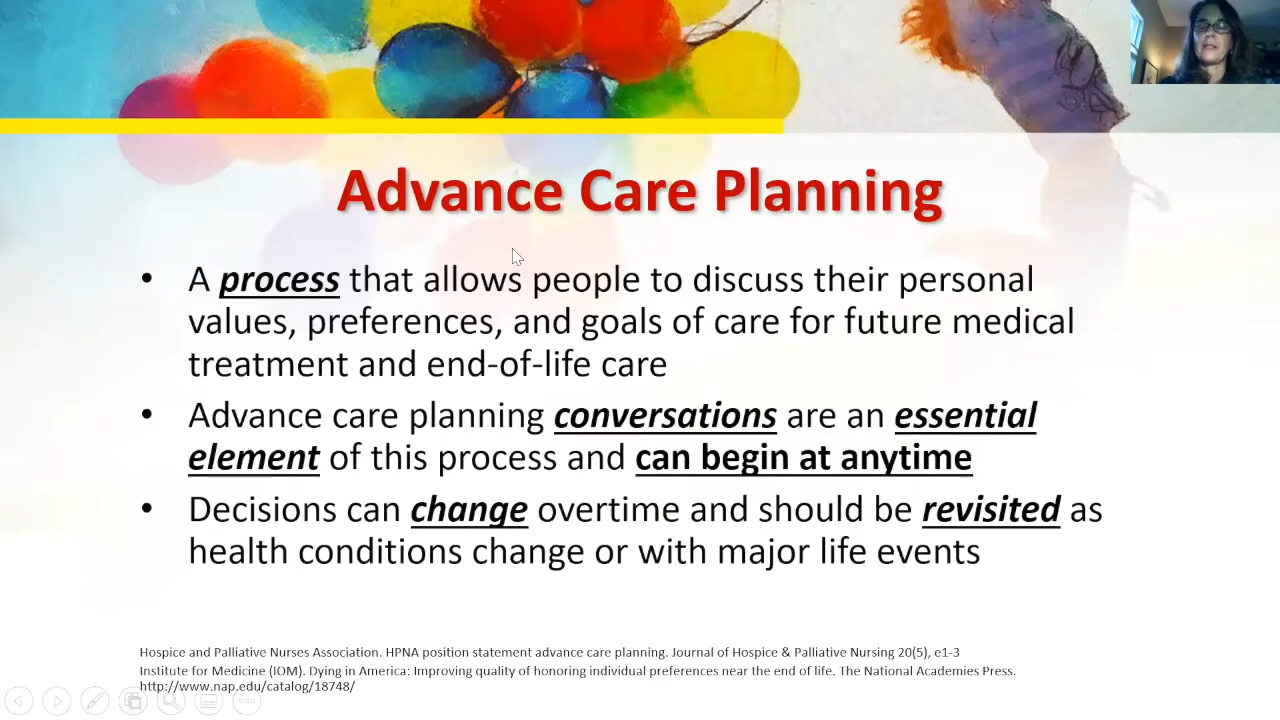 Advance Care Planning
• A process that allows people to discuss their personal
values, preferences, and goals of care for future medical
treatment and end-of-life care
• Advance care planning conversations are an essential
element of this process and can begin at anytime
• Decisions can change overtime and should be revisited as
health conditions change or with major life events
Hospice and Palliative Nurses Association. HPNA position statement advance care planning. Journal of Hospice & Palliative Nursing 20(5), e1-3
Institute for Medicine (IOM). Dying in America: Improving quality of honoring individual preferences near the end of life. The National Academies Press.
http://www.nap.edu/catalog/18748/